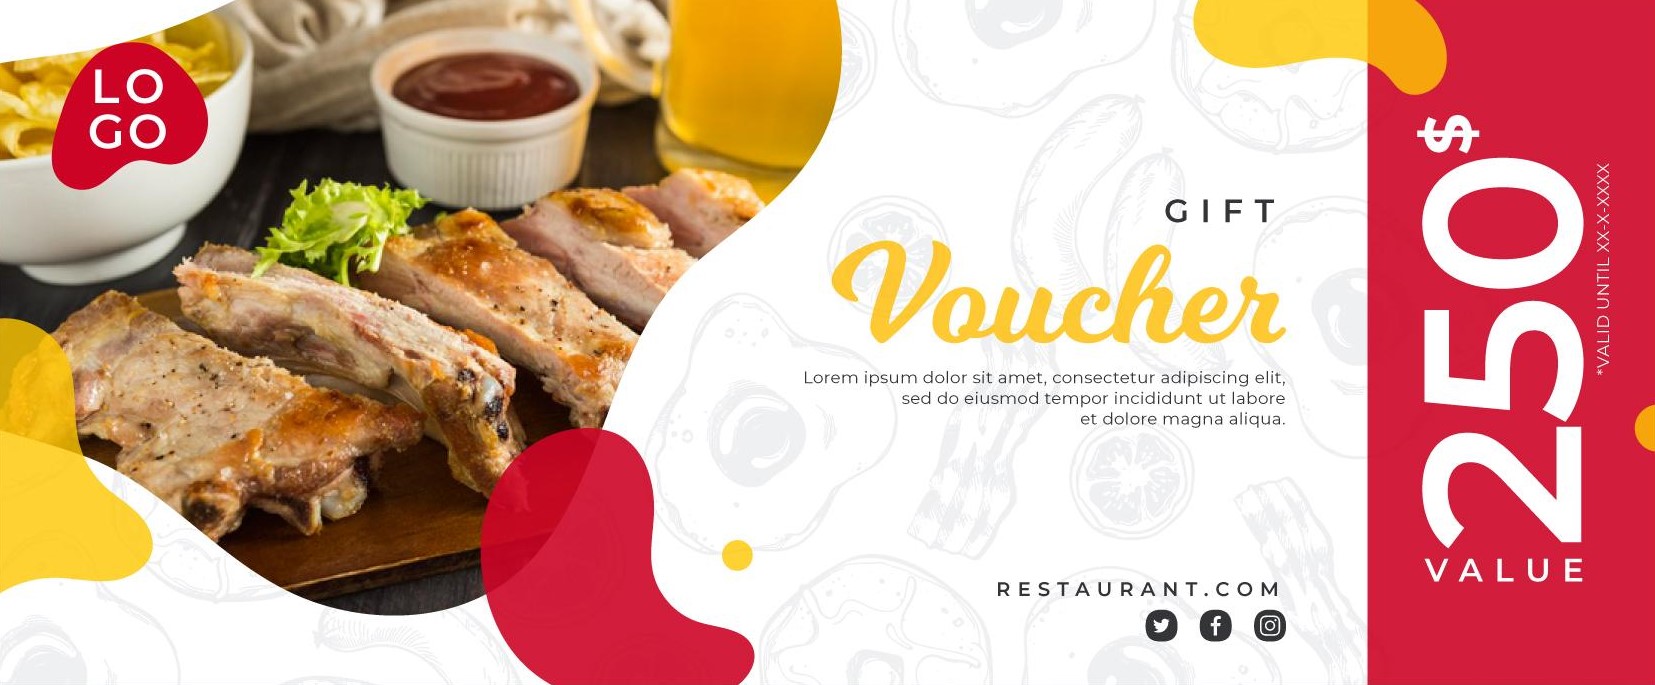 LO
GO
GIFT
Voucher
Lorem ipsum dolor sit amet, consectetur adipiscing elit,
sed do eiusmod tempor incididunt ut labore
et dolore magna aliqua.
RESTAURANT.COM
250$
VALUE
*VALID UNTIL XX-X-XXXX